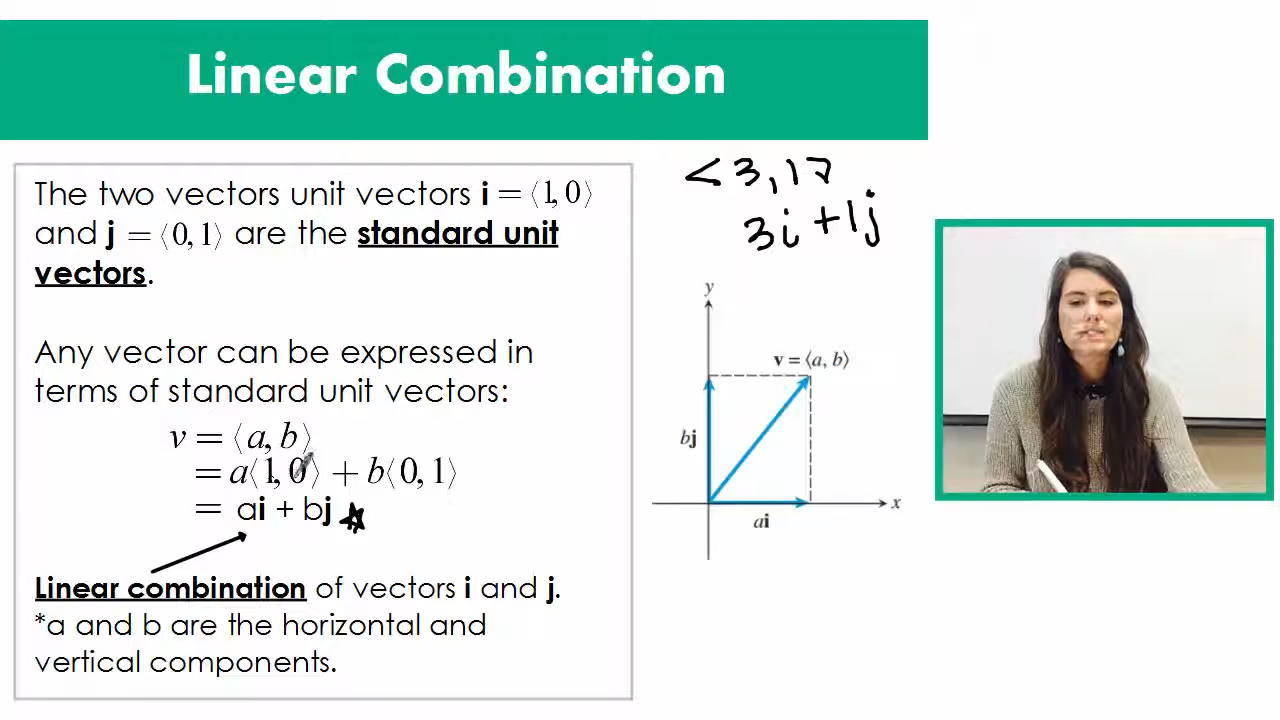 Linear Combination
The two vectors unit vectors i = ⟨1, 0⟩
and j = ⟨0, 1⟩ are the standard unit
vectors.
Any vector can be expressed in
terms of standard unit vectors:
v = ⟨a, b⟩
= a⟨1, 0⟩ + b⟨0, 1⟩
= ai + bj
Linear combination of vectors i and j.
*a and b are the horizontal and
vertical components.
<3,1>
3i+1j
y
v = ⟨a, b⟩
bj
x
ai